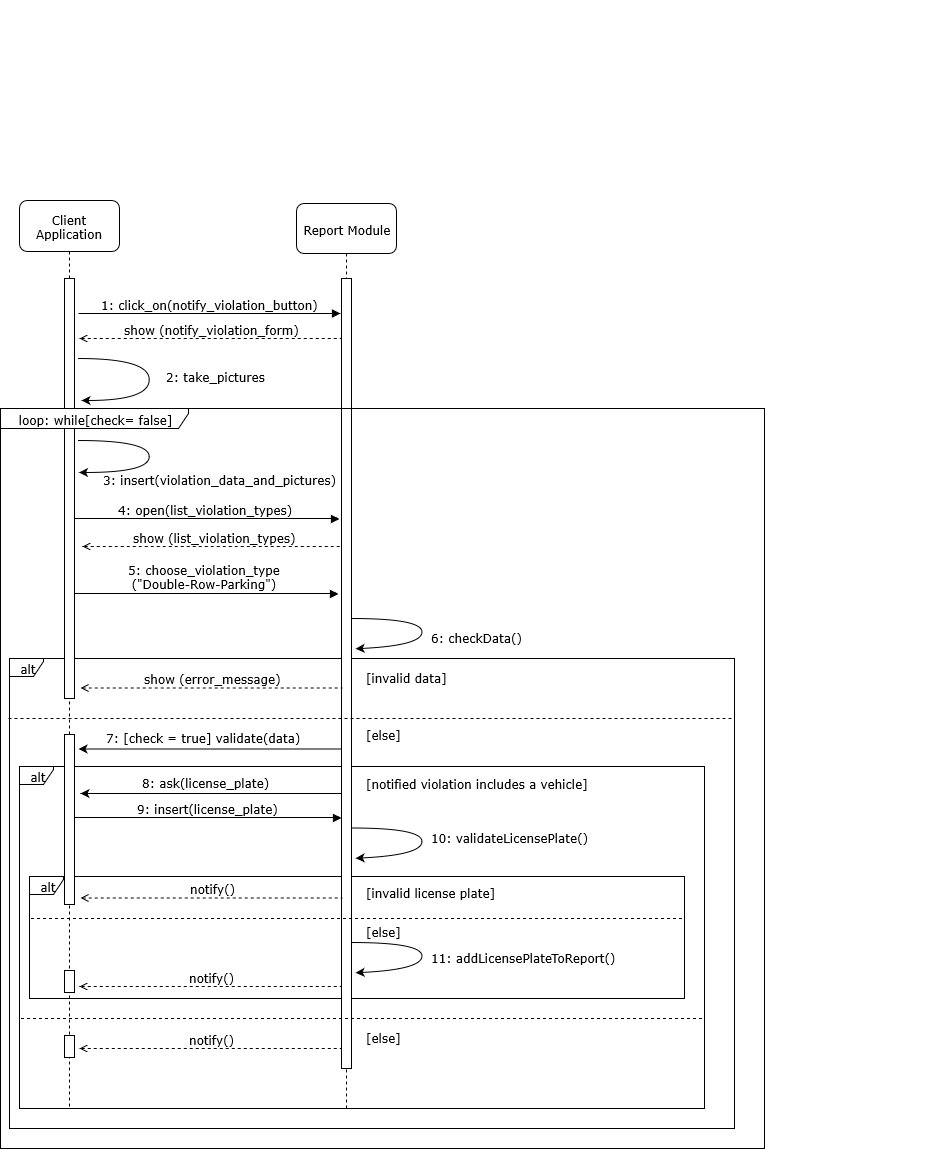 Client
Application
Report Module
1: click_on(notify_violation_button)
show (notify_violation_form)
2: take_pictures
loop: while[check= false]
3: insert(violation_data_and_pictures)
4: open(list_violation_types)
show (list_violation_types)
5: choose_violation_type
("Double-Row-Parking")
6: checkData()
alt
show (error_message)
[invalid data]
7: [check = true] validate(data)
[else]
alt
8: ask(license_plate)
[notified violation includes a vehicle]
9: insert(license_plate)
10: validateLicensePlate()
alt
notify()
[invalid license plate]
[else]
11: addLicensePlateToReport()
notify()
notify()
[else]